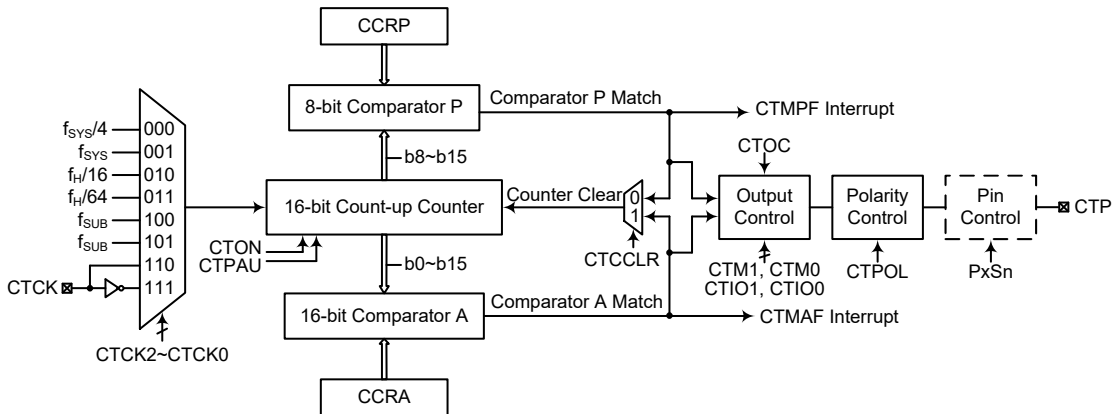 CCRP
8-bit Comparator P
Comparator P Match
CTMPF Interrupt
fSYS/4
000
fSYS
001
fH/16
010
fH/64
011
fSUB
100
fSUB
101
110
111
CTCK
CTCK2~CTCK0
b8~b15
16-bit Count-up Counter
Counter Clear
0
1
CTCCLR
CTON
CTPAU
b0~b15
CTOC
Output
Control
CTM1, CTM0
CTIO1, CTIO0
Polarity
Control
CTPOL
Pin
Control
PxSn
CTP
16-bit Comparator A
Comparator A Match
CTMAF Interrupt
CCRA